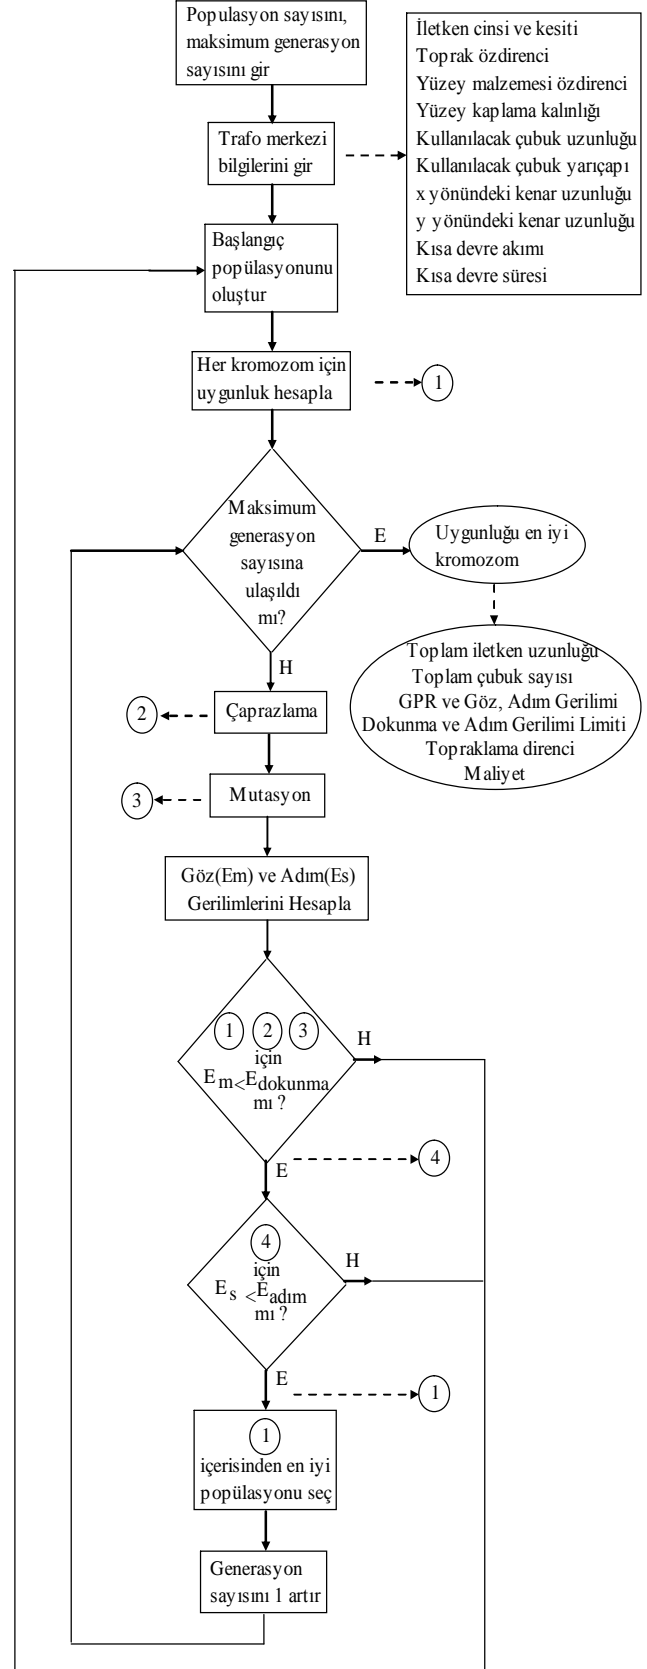 Populasyon sayısını,
maksimum generasyon
sayısını gir
İletken cinsi ve kesiti
Toprak özdirenci
Yüzey malzemesi özdirenci
Yüzey kaplama kalınlığı
Kullanılacak çubuk uzunluğu
Kullanılacak çubuk yarıçapı
x yönündeki kenar uzunluğu
y yönündeki kenar uzunluğu
Kısa devre akımı
Kısa devre süresi
Trafo merkezi
bilgilerini gir
Başlangıç
popülasyonunu
oluştur
Her kromozom için
uygunluk hesapla
1
Maksimum
generasyon
sayısına
ulaşıldı
mı?
E
Uygunluğu en iyi
kromozom
Toplam iletken uzunluğu
Toplam çubuk sayısı
GPR ve Göz, Adım Gerilimi
Dokunma ve Adım Gerilimi Limiti
Topraklama direnci
Maliyet
H
Çaprazlama
2
Mutasyon
3
Göz(Em) ve Adım(Es)
Gerilimlerini Hesapla
1 2 3
için
Em<Edokunma
mı ?
H
E
4
4
için
Es <Eadım
mı ?
H
E
1
1
içerisinden en iyi
popülasyonu seç
Generasyon
sayısını 1 artır